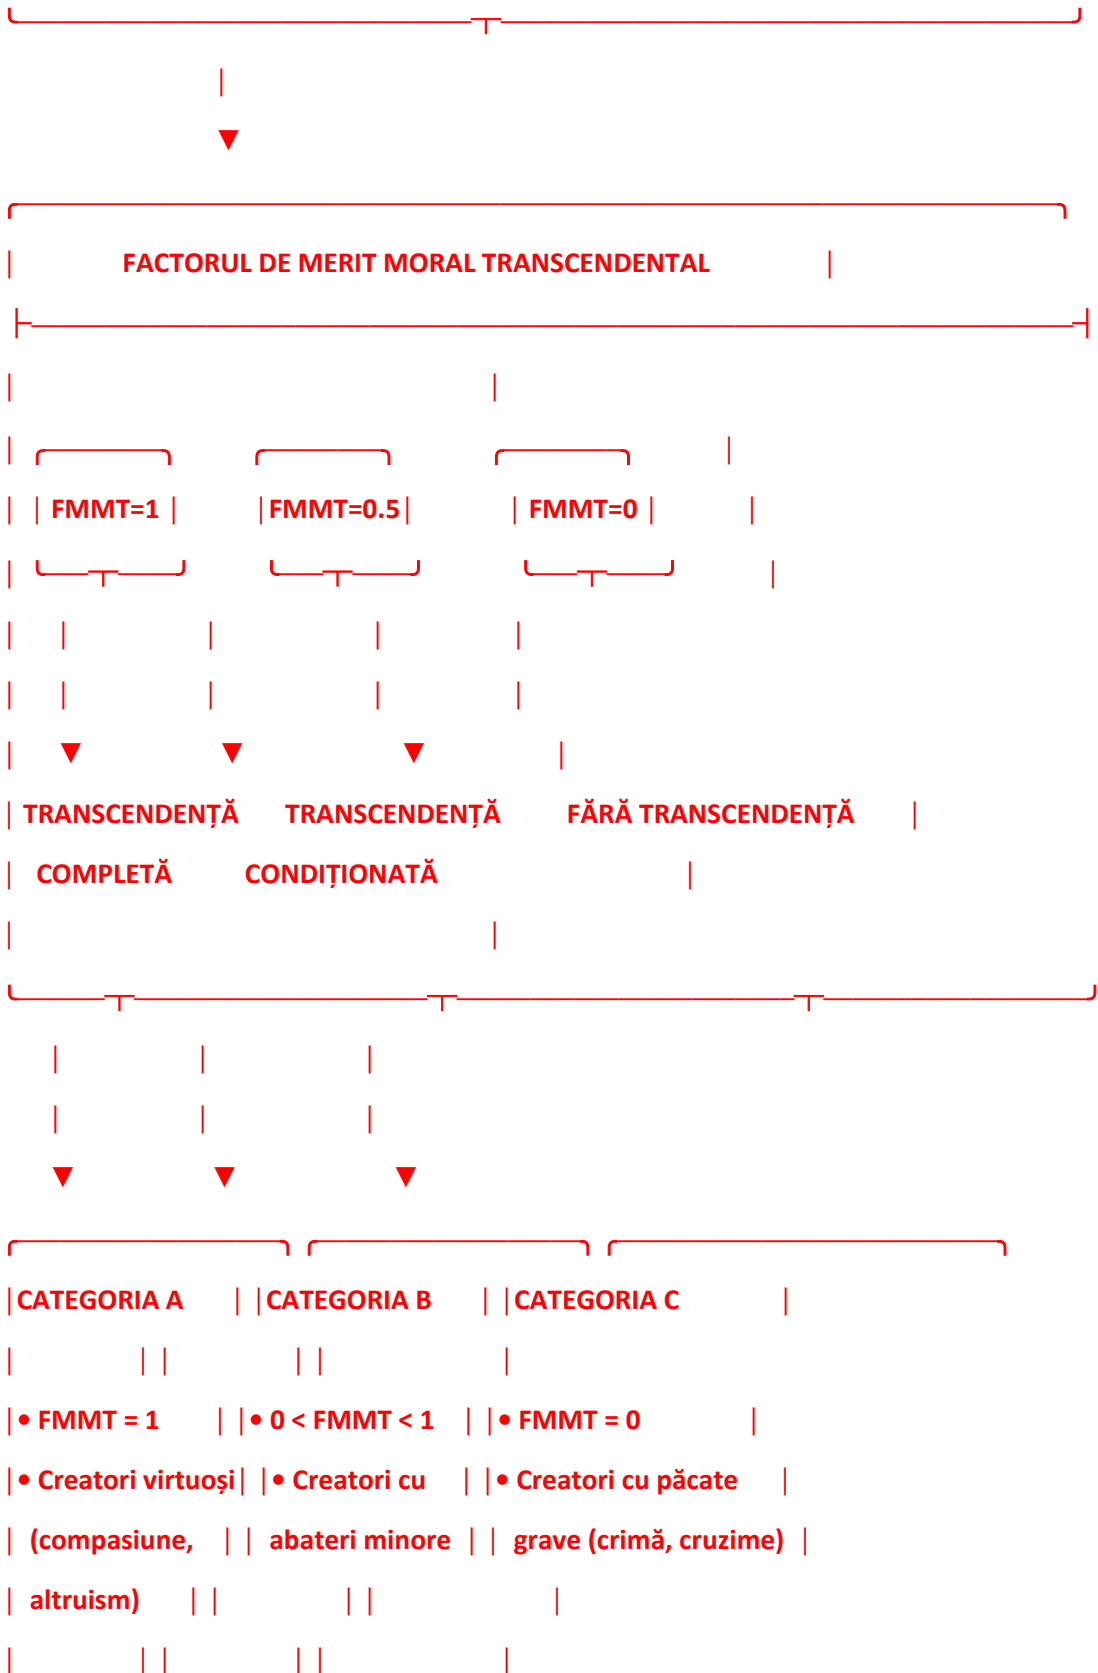 FACTORUL DE MERIT MORAL TRANSCENDENTAL
FMMT=1 FMMT=0.5 FMMT=0
TRANSCENDENȚĂ TRANSCENDENȚĂ FĂRĂ TRANSCENDENȚĂ
COMPLETĂ CONDIȚIONATĂ
CATEGORIA A CATEGORIA B CATEGORIA C
• FMMT = 1 • 0 < FMMT < 1 • FMMT = 0
• Creatori virtuoși • Creatori cu • Creatori cu păcate
(compasiune, abateri minore grave (crimă, cruzime)
altruism)